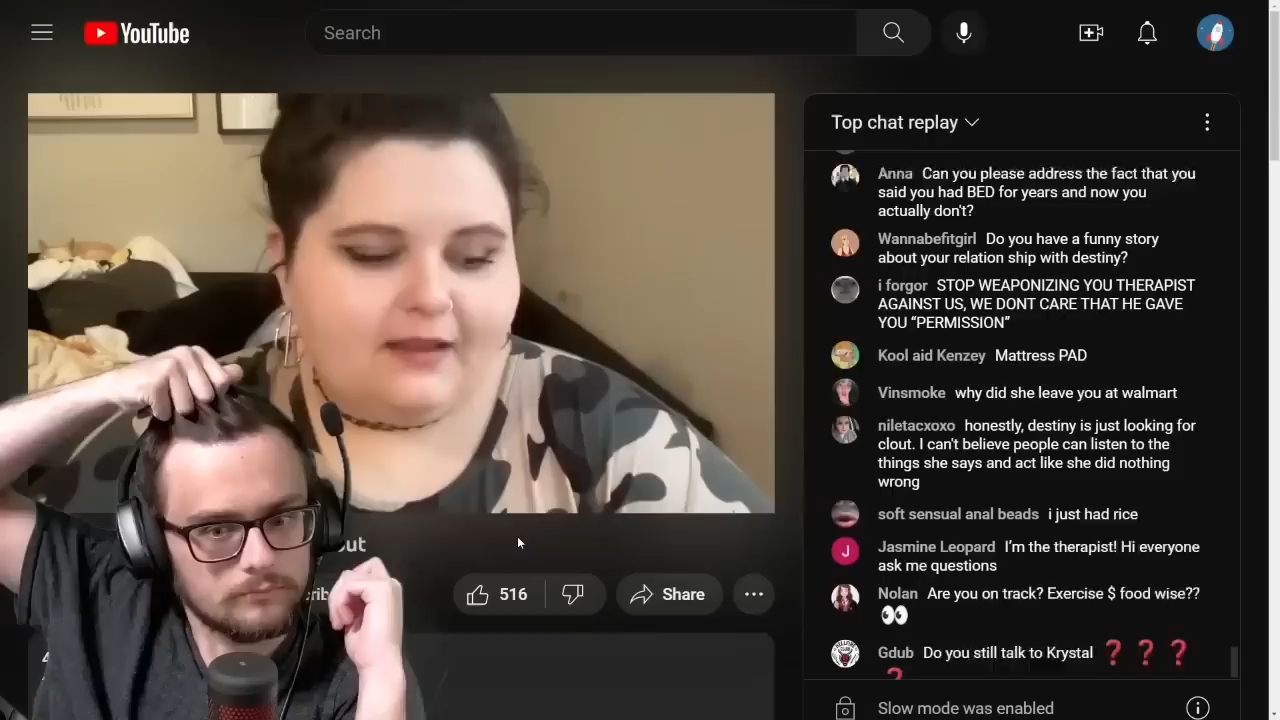 YouTube
Search
Top chat replay
Anna Can you please address the fact that you
said you had BED for years and now you
actually don't?
Wannabefitgirl Do you have a funny story
about your relation ship with destiny?
i forgor STOP WEAPONIZING YOU THERAPIST
AGAINST US, WE DONT CARE THAT HE GAVE
YOU “PERMISSION”
Kool aid Kenzey Mattress PAD
Vinsmoke why did she leave you at walmart
niletacxoxo honestly, destiny is just looking for
clout. I can't believe people can listen to the
things she says and act like she did nothing
wrong
soft sensual anal beads i just had rice
J Jasmine Leopard I’m the therapist! Hi everyone
ask me questions
Nolan Are you on track? Exercise $ food wise??
👀
Gdub Do you still talk to Krystal ❓ ❓ ❓
❓
516
Share
Slow mode was enabled